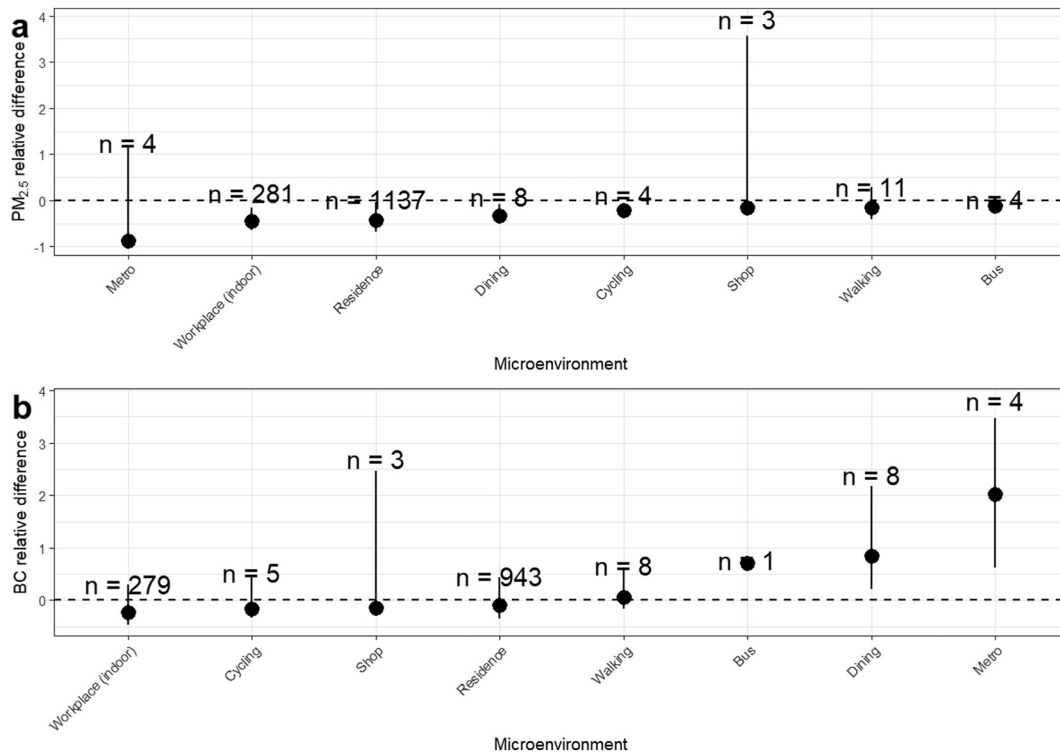 a
PM2.5 relative difference
4
3
2
1
0
-1
n = 4
n = 281
n = 1137
n = 8
n = 4
n = 3
n = 11
n = 4
Metro
Workplace (indoor)
Residence
Dining
Cycling
Shop
Walking
Bus
Microenvironment
b
BC relative difference
4
3
2
1
0
n = 279
n = 5
n = 3
n = 943
n = 8
n = 1
n = 8
n = 4
Workplace (indoor)
Cycling
Shop
Residence
Walking
Bus
Dining
Metro
Microenvironment